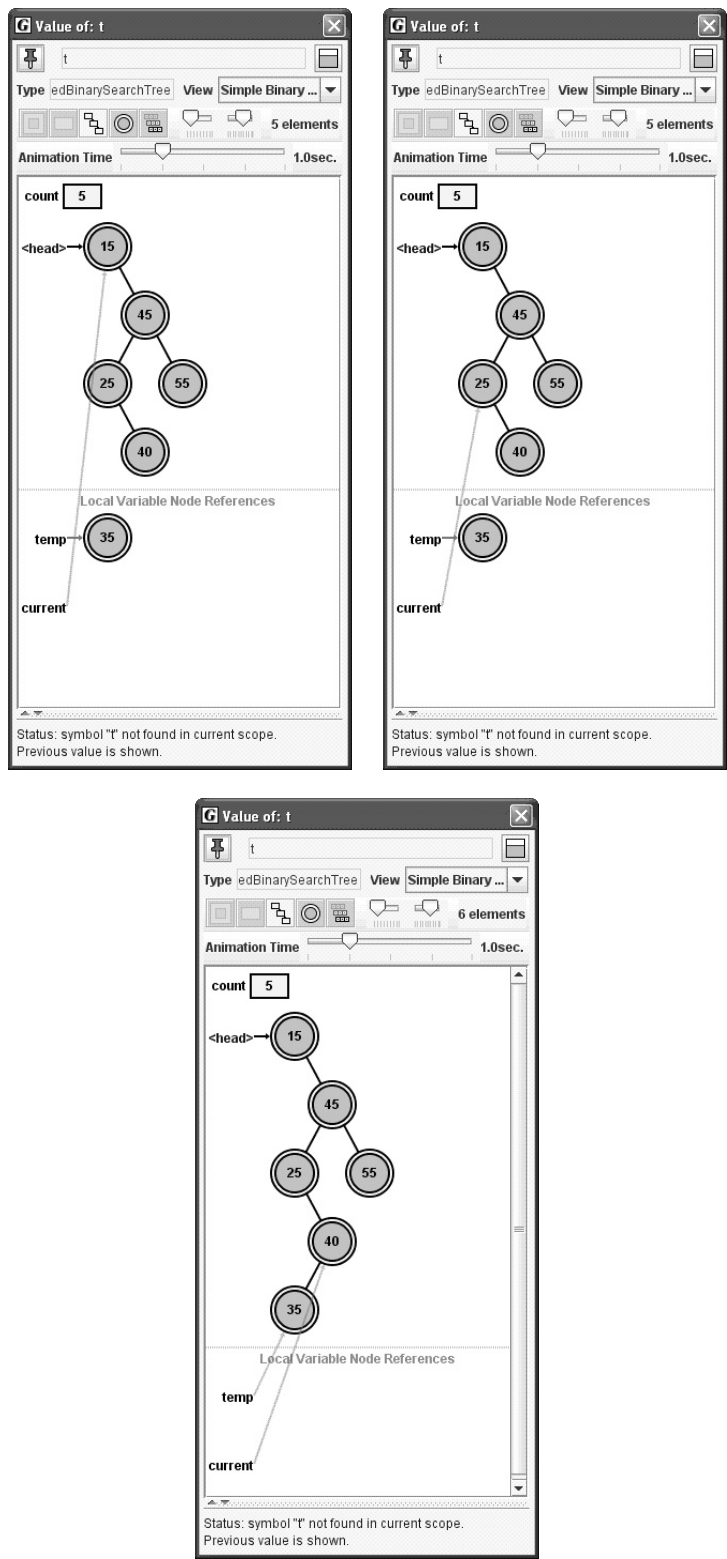 G Value of: t
t
Type edBinarySearchTree View Simple Binary ...
5 elements
Animation Time 1.0sec.
count 5
<head> 15
45
25 55
40
Local Variable Node References
temp 35
current
Status: symbol "t" not found in current scope.
Previous value is shown.
G Value of: t
t
Type edBinarySearchTree View Simple Binary ...
5 elements
Animation Time 1.0sec.
count 5
<head> 15
45
25 55
40
Local Variable Node References
temp 35
current
Status: symbol "t" not found in current scope.
Previous value is shown.
G Value of: t
t
Type edBinarySearchTree View Simple Binary ...
6 elements
Animation Time 1.0sec.
count 5
<head> 15
45
25 55
40
35
Local Variable Node References
temp
current
Status: symbol "t" not found in current scope.
Previous value is shown.